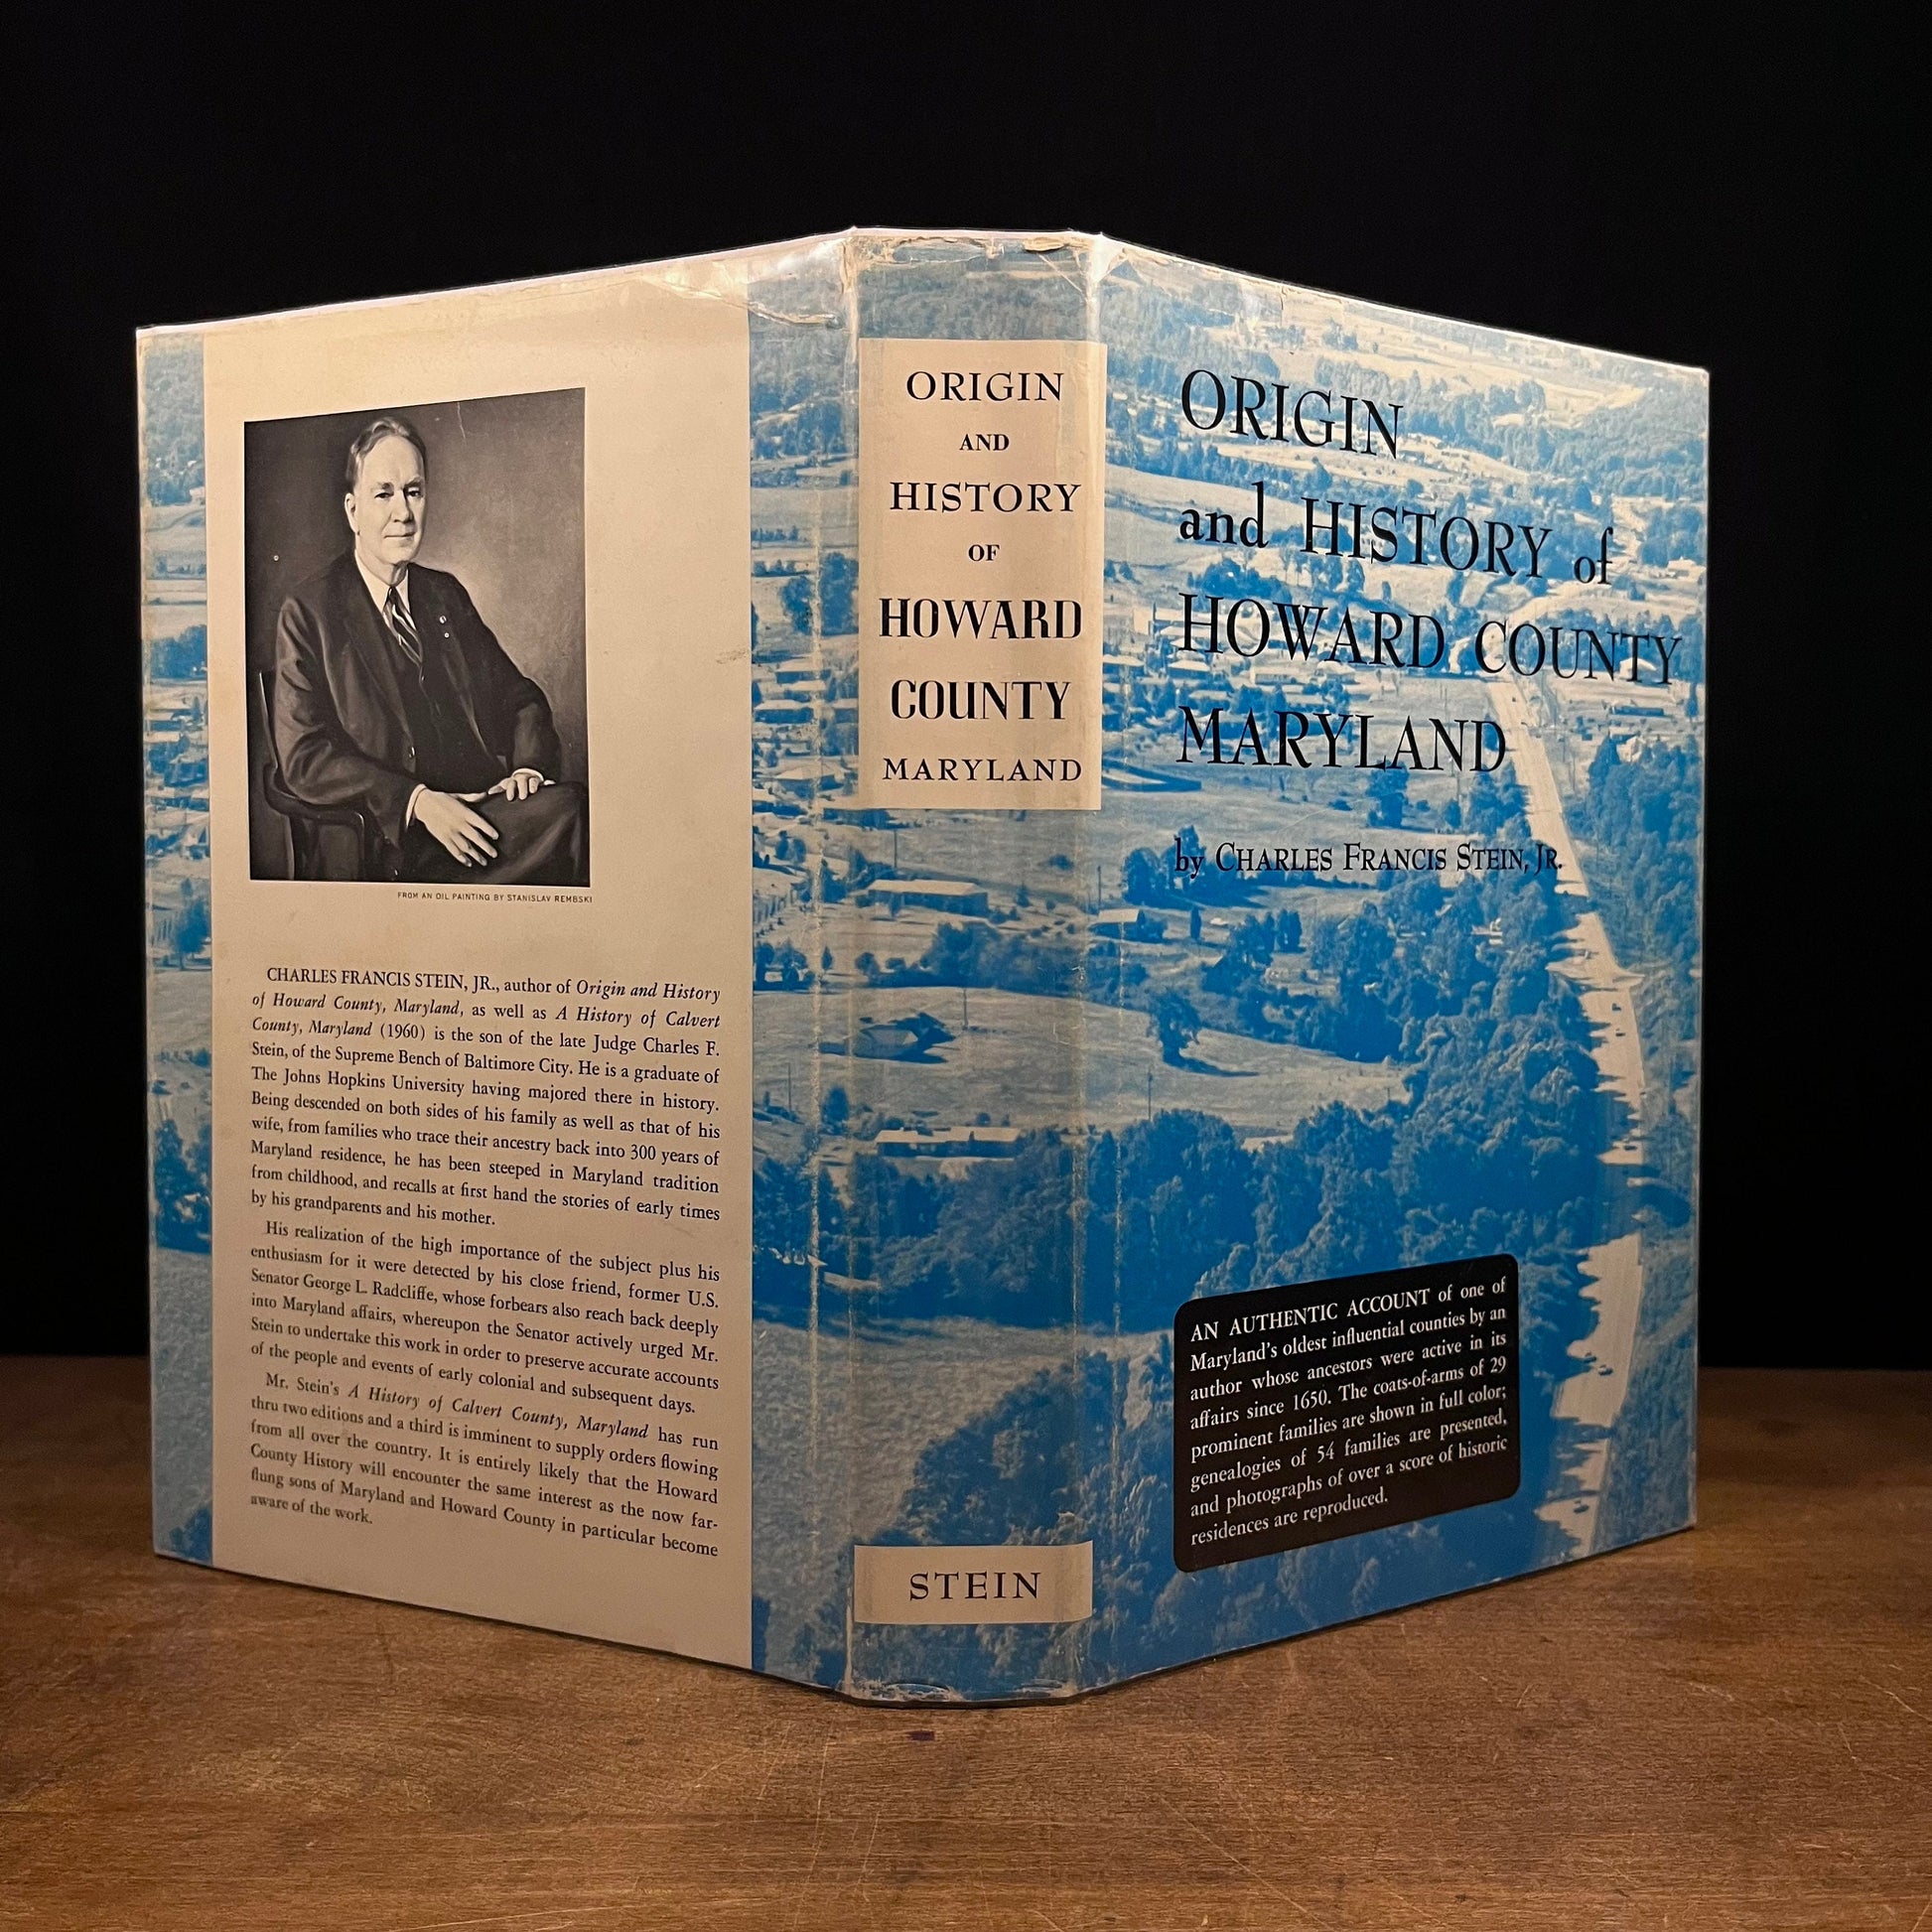 FROM AN OIL PAINTING BY STANISLAV REMBSKI
CHARLES FRANCIS STEIN, JR., author of Origin and History
of Howard County, Maryland, as well as A History of Calvert
County, Maryland (1960) is the son of the late Judge Charles F.
Stein, of the Supreme Bench of Baltimore City. He is a graduate of
The Johns Hopkins University having majored there in history.
Being descended on both sides of his family as well as that of his
wife, from families who trace their ancestry back into 300 years of
Maryland residence, he has been steeped in Maryland tradition
from childhood, and recalls at first hand the stories of early times
by his grandparents and his mother.
His realization of the high importance of the subject plus his
enthusiasm for it were detected by his close friend, former U.S.
Senator George L. Radcliffe, whose forbears also reach back deeply
into Maryland affairs, whereupon the Senator actively urged Mr.
Stein to undertake this work in order to preserve accurate accounts
of the people and events of early colonial and subsequent days.
Mr. Stein's A History of Calvert County, Maryland has run
thru two editions and a third is imminent to supply orders flowing
from all over the country. It is entirely likely that the Howard
County History will encounter the same interest as the now far-
flung sons of Maryland and Howard County in particular become
aware of the work.
ORIGIN
AND
HISTORY
OF
HOWARD
COUNTY
MARYLAND
STEIN
ORIGIN
and HISTORY of
HOWARD COUNTY
MARYLAND
by CHARLES FRANCIS STEIN, JR.
AN AUTHENTIC ACCOUNT of one of
Maryland's oldest influential counties by an
author whose ancestors were active in its
affairs since 1650. The coats-of-arms of 29
prominent families are shown in full color;
genealogies of 54 families are presented,
and photographs of over a score of historic
residences are reproduced.